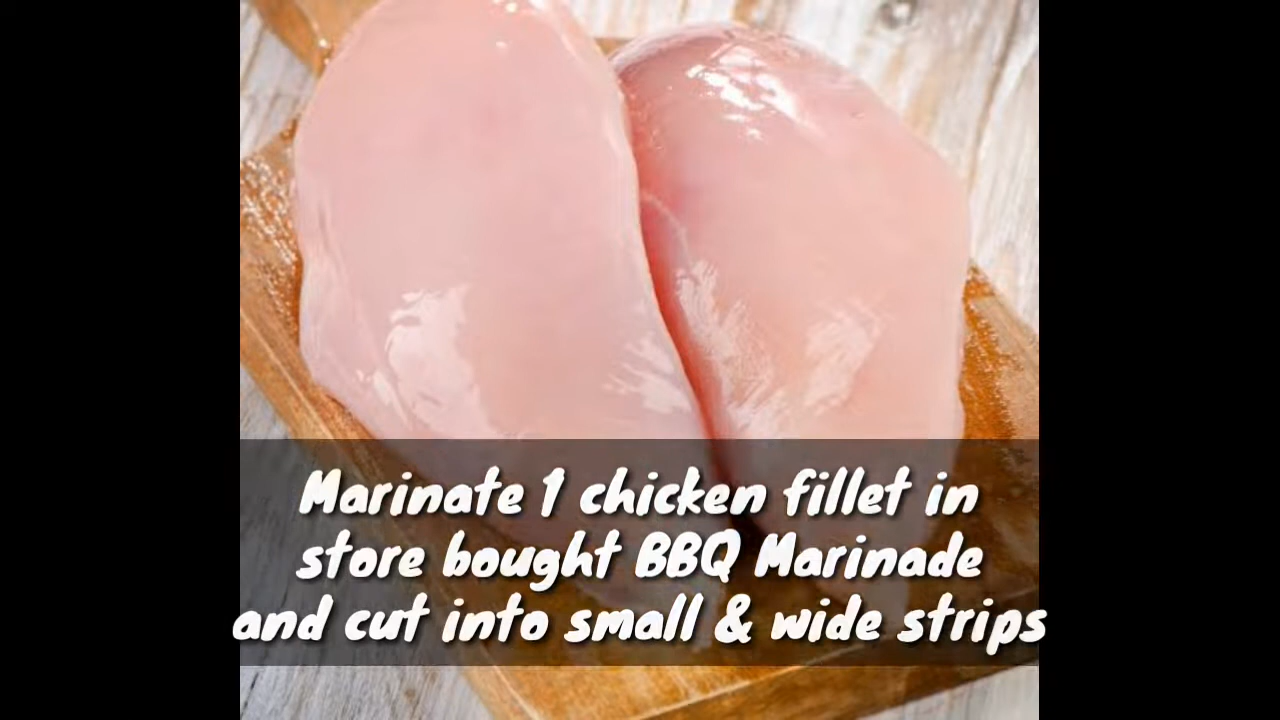 Marinate 1 chicken fillet in
store bought BBQ Marinade
and cut into small & wide strips